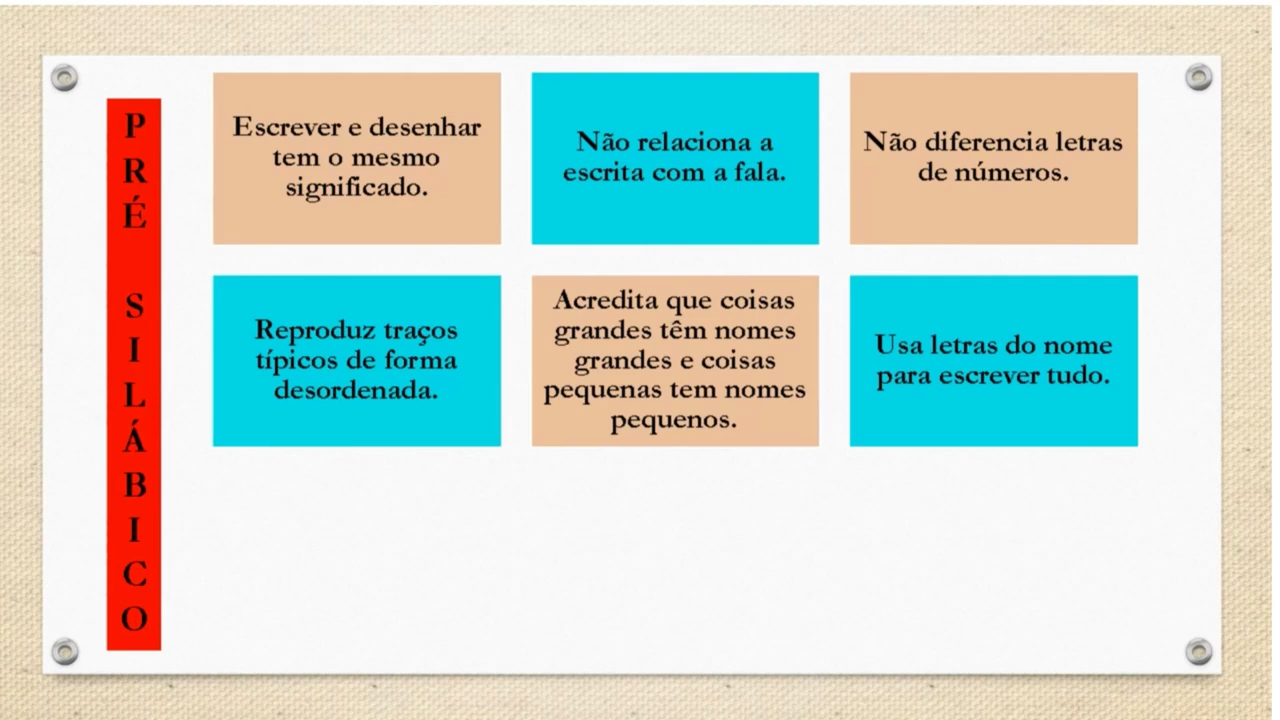 PRÉ SILÁBICO
Escrever e desenhar
tem o mesmo
significado.
Não relaciona a
escrita com a fala.
Não diferencia letras
de números.
Reproduz traços
típicos de forma
desordenada.
Acredita que coisas
grandes têm nomes
grandes e coisas
pequenas tem nomes
pequenos.
Usa letras do nome
para escrever tudo.